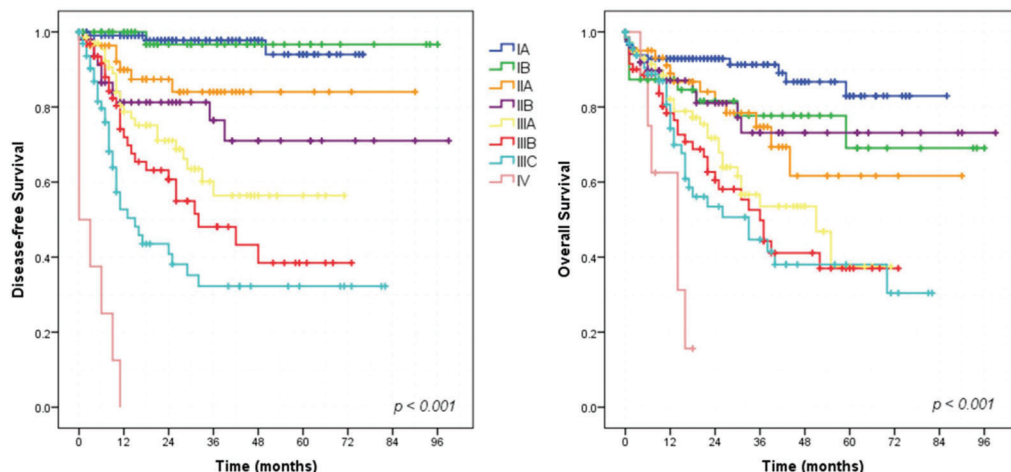 1.0
0.8
0.6
0.4
0.2
0.0
Disease-free Survival
0 12 24 36 48 60 72 84 96
Time (months)
p < 0.001
IA
IB
IIA
IIB
IIIA
IIIB
IIIC
IV
1.0
0.8
0.6
0.4
0.2
0.0
Overall Survival
0 12 24 36 48 60 72 84 96
Time (months)
p < 0.001